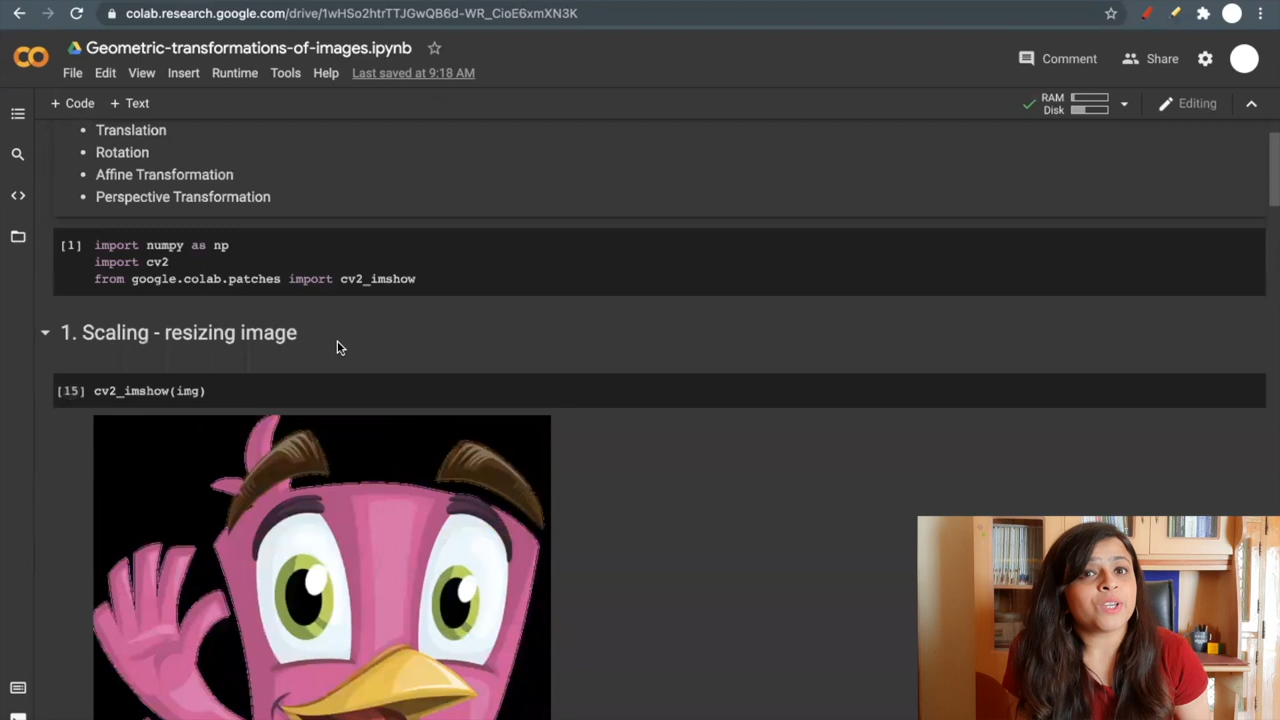 colab.research.google.com/drive/1wHSo2htrTTJGwQB6d-WR_CioE6xmXN3K
Geometric-transformations-of-images.ipynb
Comment
Share
File Edit View Insert Runtime Tools Help Last saved at 9:18 AM
+ Code + Text
RAM
Disk
Editing
• Translation
• Rotation
• Affine Transformation
• Perspective Transformation
[1] import numpy as np
import cv2
from google.colab.patches import cv2_imshow
1. Scaling - resizing image
[15] cv2_imshow(img)